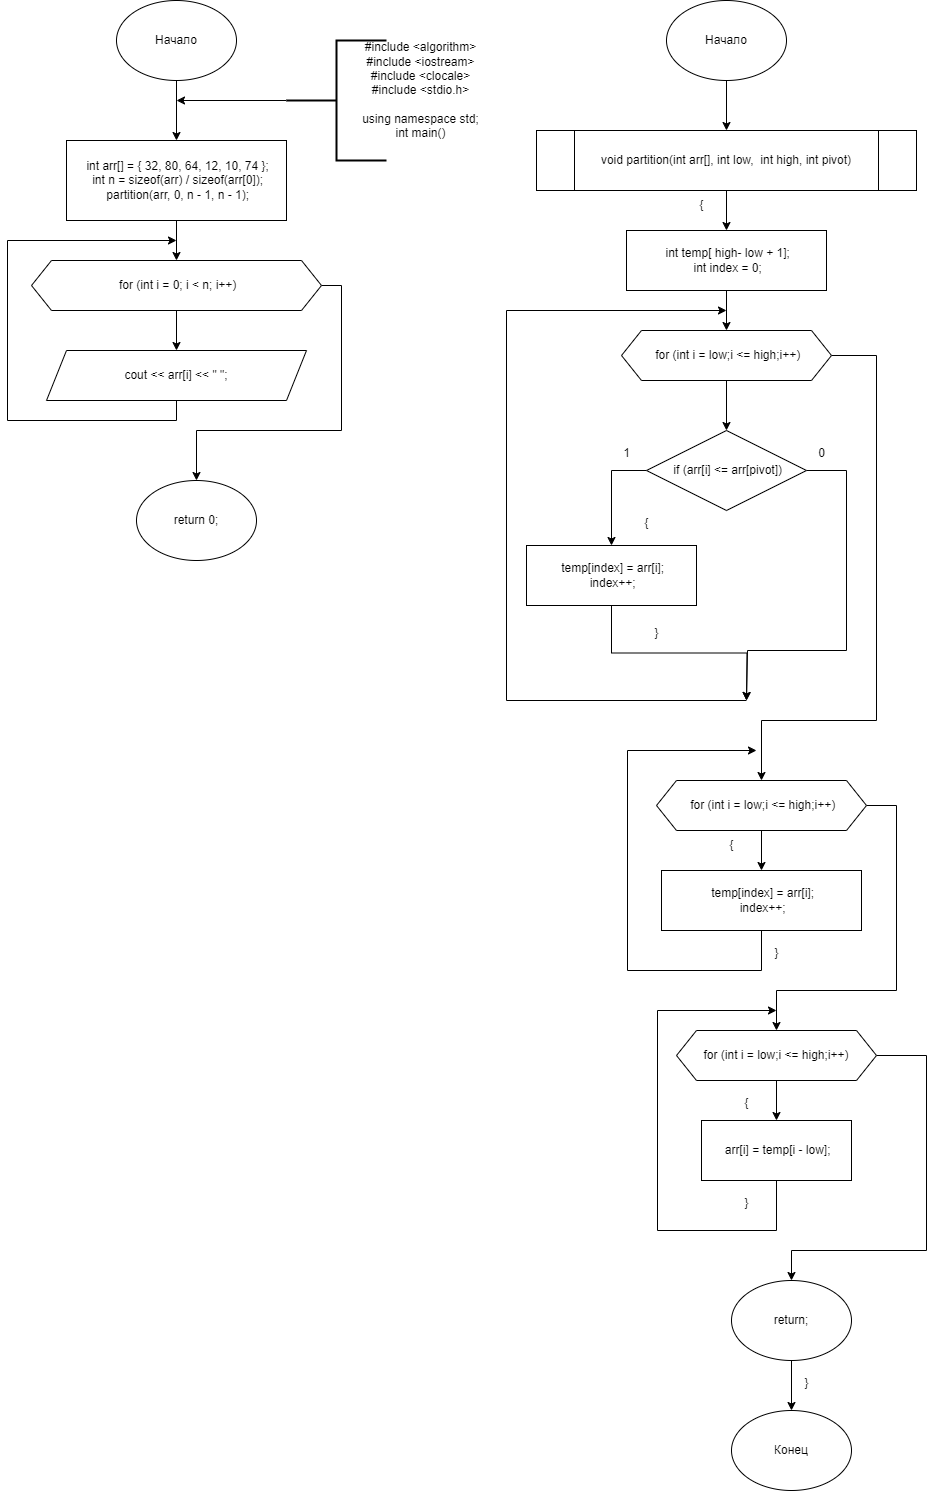 Начало
#include <algorithm>
#include <iostream>
#include <clocale>
#include <stdio.h>
using namespace std;
int main()
int arr[] = { 32, 80, 64, 12, 10, 74 };
int n = sizeof(arr) / sizeof(arr[0]);
partition(arr, 0, n - 1, n - 1);
for (int i = 0; i < n; i++)
cout << arr[i] << " ";
return 0;
Начало
void partition(int arr[], int low,  int high, int pivot)
{
int temp[ high- low + 1];
int index = 0;
for (int i = low;i <= high;i++)
1
0
if (arr[i] <= arr[pivot])
{
temp[index] = arr[i];
index++;
}
for (int i = low;i <= high;i++)
{
temp[index] = arr[i];
index++;
}
for (int i = low;i <= high;i++)
{
arr[i] = temp[i - low];
}
return;
}
Конец